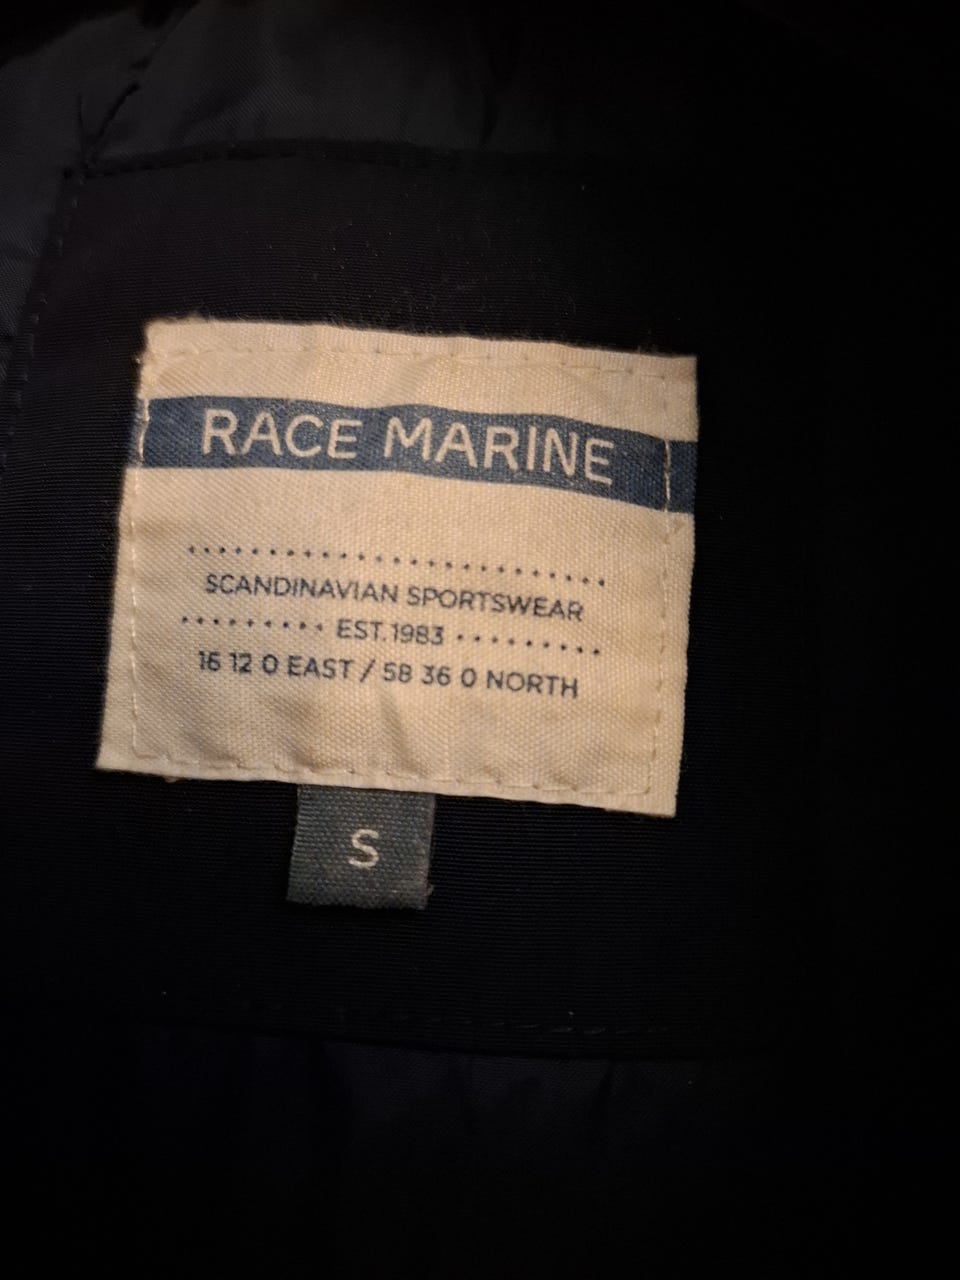 RACE MARINE
SCANDINAVIAN SPORTSWEAR
EST. 1983
16 12 0 EAST / 58 36 0 NORTH
S